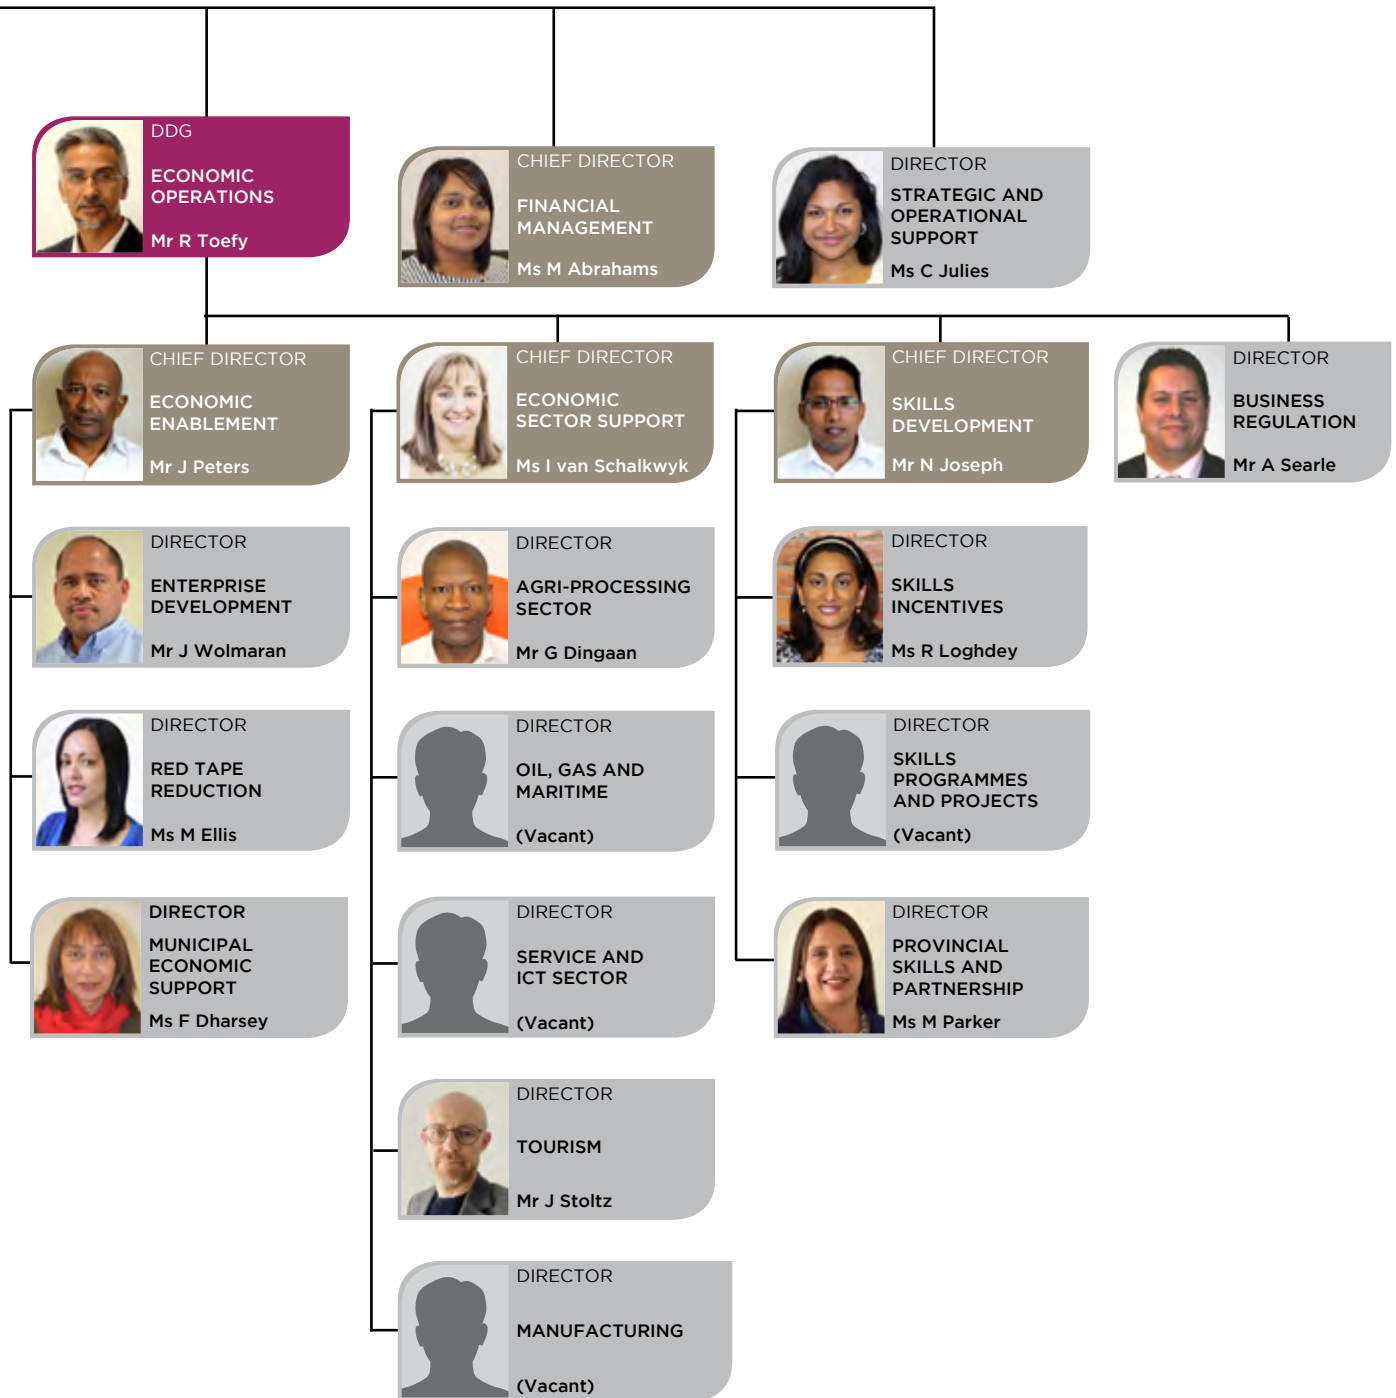 DDG
ECONOMIC
OPERATIONS
Mr R Toefy
CHIEF DIRECTOR
FINANCIAL
MANAGEMENT
Ms M Abrahams
DIRECTOR
STRATEGIC AND
OPERATIONAL
SUPPORT
Ms C Julies
CHIEF DIRECTOR
ECONOMIC
ENABLEMENT
Mr J Peters
CHIEF DIRECTOR
ECONOMIC
SECTOR SUPPORT
Ms I van Schalkwyk
CHIEF DIRECTOR
SKILLS
DEVELOPMENT
Mr N Joseph
DIRECTOR
BUSINESS
REGULATION
Mr A Searle
DIRECTOR
ENTERPRISE
DEVELOPMENT
Mr J Wolmaran
DIRECTOR
AGRI-PROCESSING
SECTOR
Mr G Dingaan
DIRECTOR
SKILLS
INCENTIVES
Ms R Loghdey
DIRECTOR
RED TAPE
REDUCTION
Ms M Ellis
DIRECTOR
OIL, GAS AND
MARITIME
(Vacant)
DIRECTOR
SKILLS
PROGRAMMES
AND PROJECTS
(Vacant)
DIRECTOR
MUNICIPAL
ECONOMIC
SUPPORT
Ms F Dharsey
DIRECTOR
SERVICE AND
ICT SECTOR
(Vacant)
DIRECTOR
PROVINCIAL
SKILLS AND
PARTNERSHIP
Ms M Parker
DIRECTOR
TOURISM
Mr J Stoltz
DIRECTOR
MANUFACTURING
(Vacant)